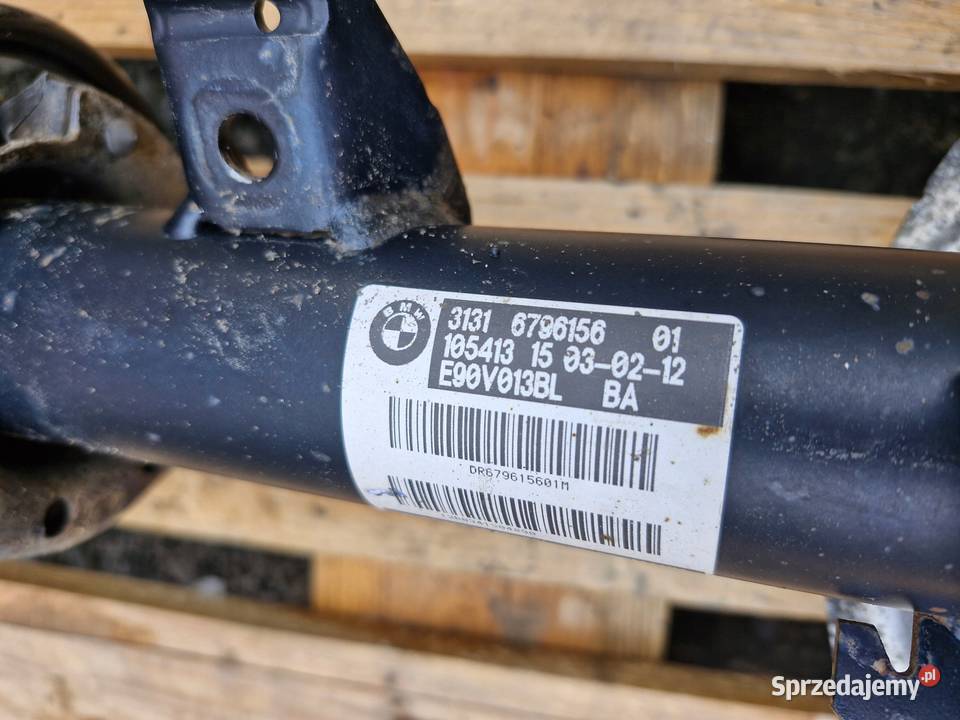 BMW
3131 6796156 01
105413 15 03-02-12
E90V013BL BA
DR679615601M
Sprzedajemy.pl